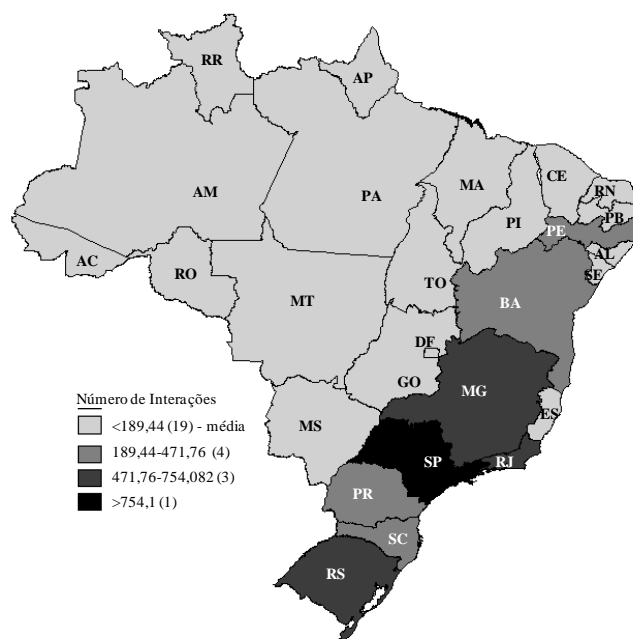 RR
AP
AM
PA
MA
CE
RN
PB
PI
PE
AL
SE
AC
RO
TO
BA
MT
DF
GO
MG
ES
MS
SP
RJ
PR
SC
RS
Número de Interações
<189,44 (19) - média
189,44-471,76 (4)
471,76-754,082 (3)
>754,1 (1)